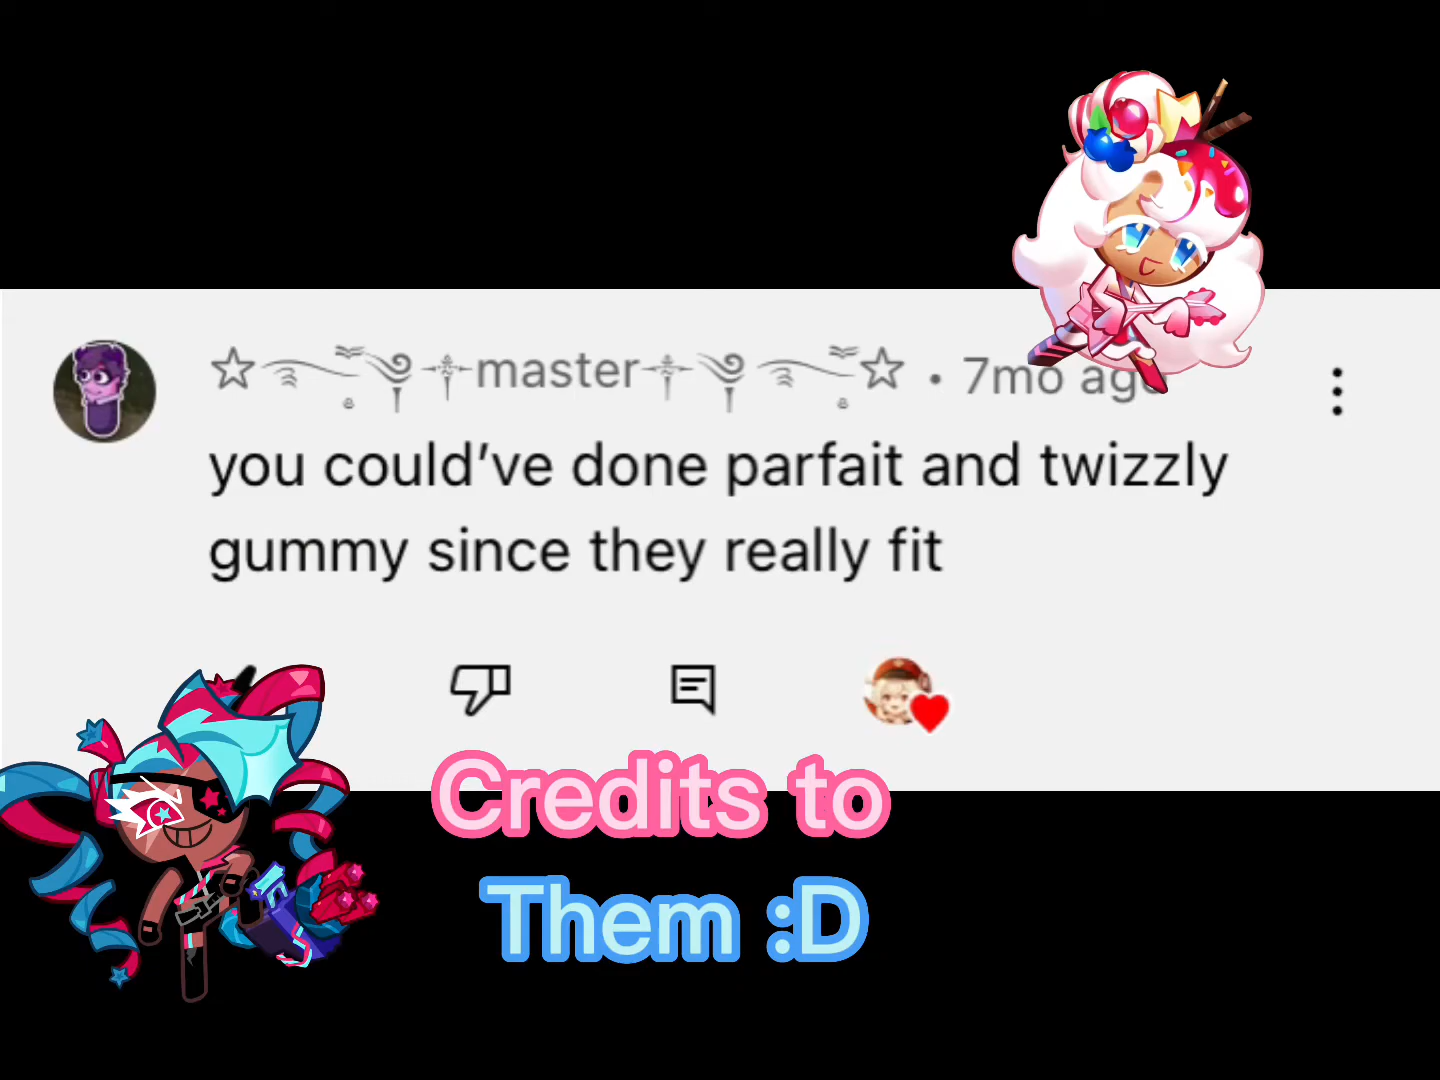 ☆master☆ • 7mo ago
you could’ve done parfait and twizzly
gummy since they really fit
Credits to
Them :D